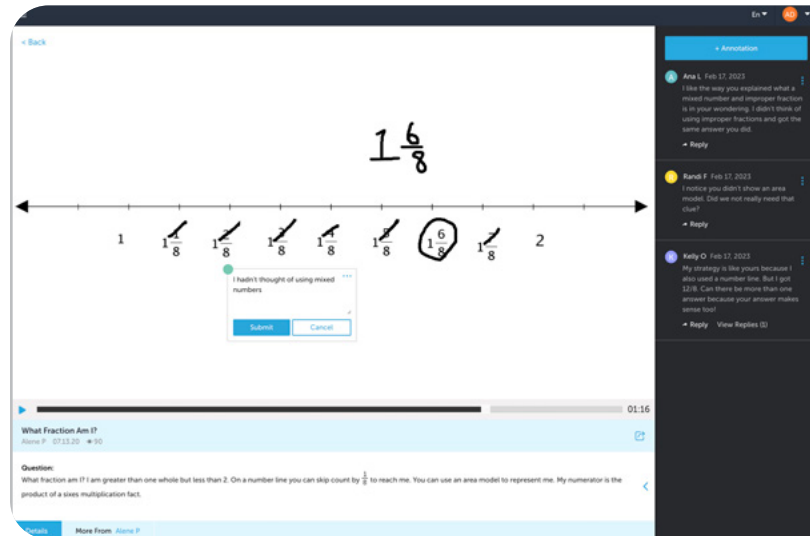 En
AD
< Back
+ Annotation
A Ana L Feb 17, 2023
I like the way you explained what a
mixed number and improper fraction
is in your wondering. I didn't think of
using improper fractions and got the
same answer you did.
Reply
Randi F Feb 17, 2023
I notice you didn't show an area
model. Did we not really need that
clue?
Reply
K Kelly O Feb 17, 2023
My strategy is like yours because I
also used a number line. But I got
12/8. Can there be more than one
answer because your answer makes
sense too!
Reply View Replies (1)
1 6/8
1 1 1/8 1 2/8 1 3/8 1 4/8 1 5/8 1 6/8 1 7/8 2
I hadn't thought of using mixed
numbers
Submit Cancel
01:16
What Fraction Am I?
Alene P 07.13.20 90
Question:
What fraction am I? I am greater than one whole but less than 2. On a number line you can skip count by 1/8 to reach me. You can use an area model to represent me. My numerator is the
product of a sixes multiplication fact.
Details More From Alene P